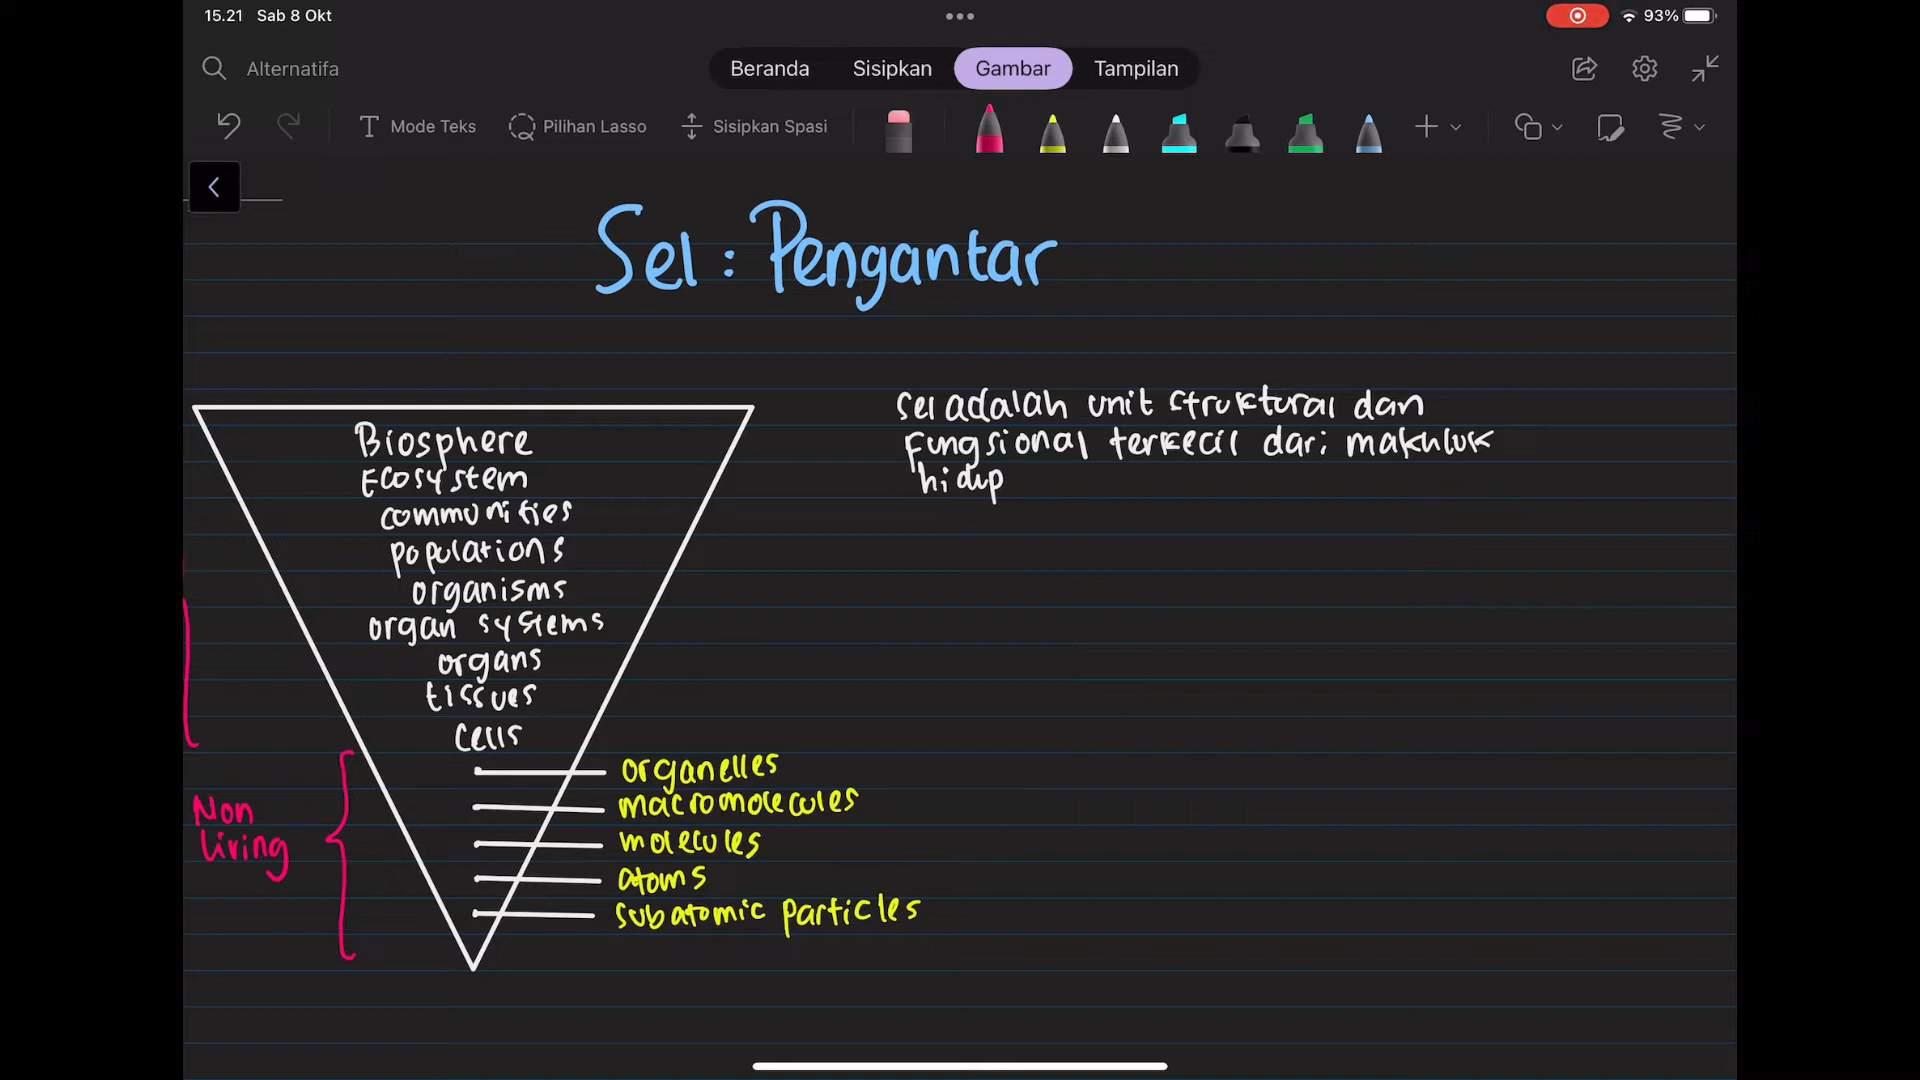 15.21 Sab 8 Okt
93%
Alternatifa
Beranda Sisipkan Gambar Tampilan
Mode Teks Pilihan Lasso Sisipkan Spasi
Sel : Pengantar
Biosphere
Ecosystem
communities
populations
organisms
organ systems
organs
tissues
Cells
organelles
macromolecules
molecules
atoms
subatomic particles
Non
living
Sel adalah unit struktural dan
fungsional terkecil dari makhluk
hidup